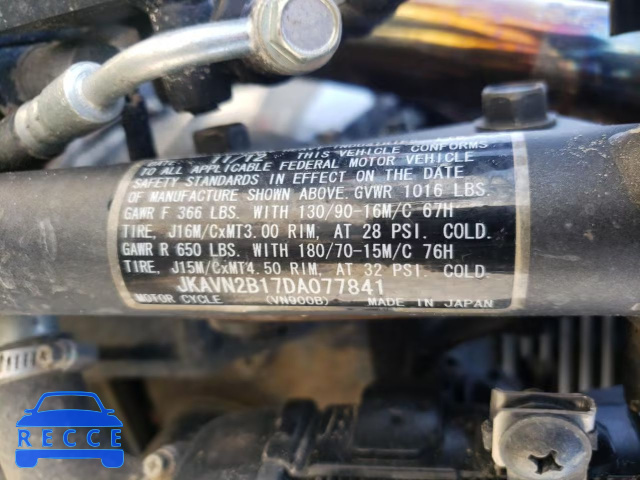 11/12 THIS VEHICLE CONFORMS
TO ALL APPLICABLE FEDERAL MOTOR VEHICLE
SAFETY STANDARDS IN EFFECT ON THE DATE
OF MANUFACTURE SHOWN ABOVE. GVWR 1016 LBS.
GAWR F 366 LBS. WITH 130/90-16M/C 67H
TIRE, J16M/CxMT3.00 RIM, AT 28 PSI. COLD.
GAWR R 650 LBS. WITH 180/70-15M/C 76H
TIRE, J15M/CxMT4.50 RIM, AT 32 PSI. COLD.
JKAVN2B17DA077841
MOTOR CYCLE (VN900B) MADE IN JAPAN
RECCE